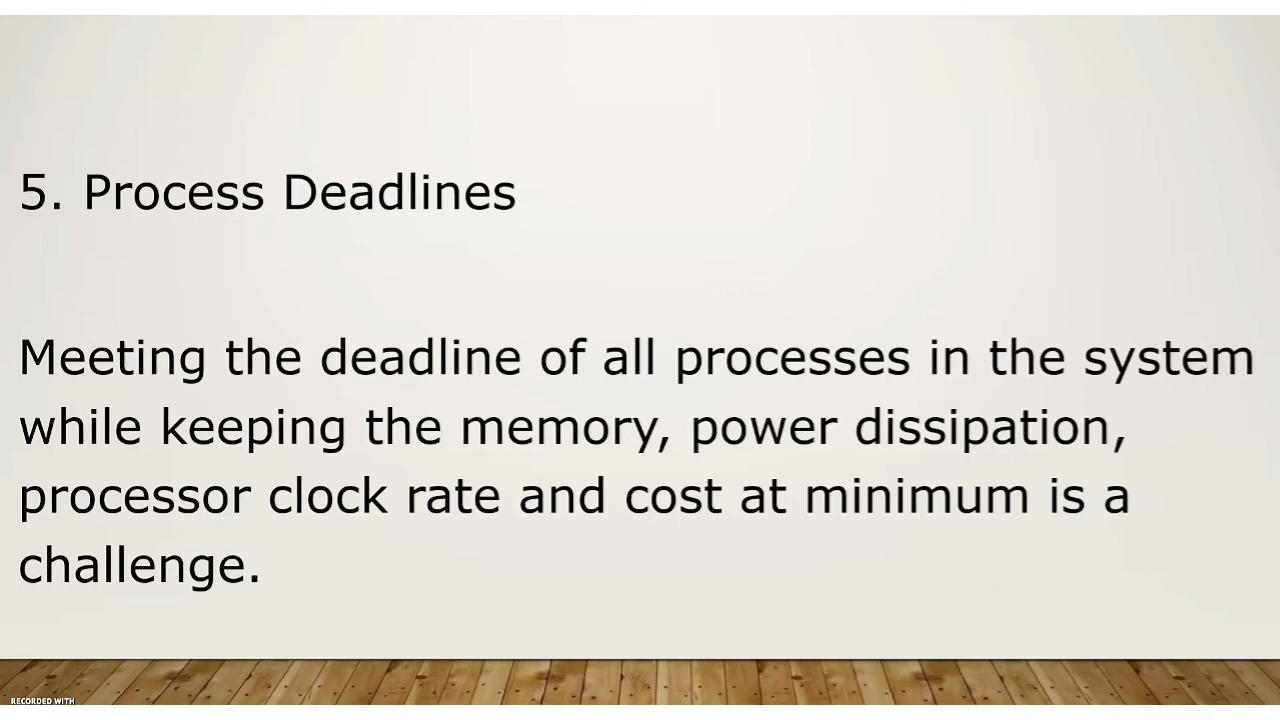 5. Process Deadlines
Meeting the deadline of all processes in the system
while keeping the memory, power dissipation,
processor clock rate and cost at minimum is a
challenge.
RECORDED WITH